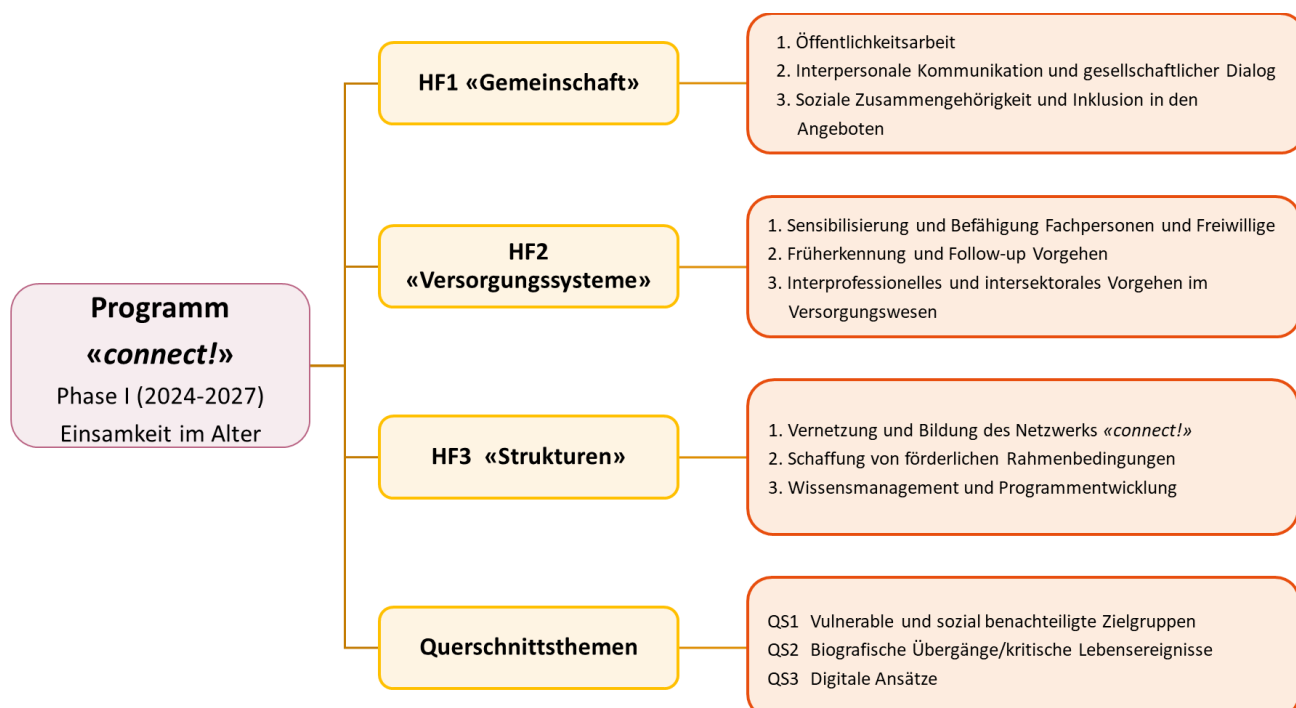 Programm
«connect!»
Phase I (2024-2027)
Einsamkeit im Alter
HF1 «Gemeinschaft»
1. Öffentlichkeitsarbeit
2. Interpersonale Kommunikation und gesellschaftlicher Dialog
3. Soziale Zusammengehörigkeit und Inklusion in den
Angeboten
HF2
«Versorgungssysteme»
1. Sensibilisierung und Befähigung Fachpersonen und Freiwillige
2. Früherkennung und Follow-up Vorgehen
3. Interprofessionelles und intersektorales Vorgehen im
Versorgungswesen
HF3 «Strukturen»
1. Vernetzung und Bildung des Netzwerks «connect!»
2. Schaffung von förderlichen Rahmenbedingungen
3. Wissensmanagement und Programmentwicklung
Querschnittsthemen
QS1 Vulnerable und sozial benachteiligte Zielgruppen
QS2 Biografische Übergänge/kritische Lebensereignisse
QS3 Digitale Ansätze